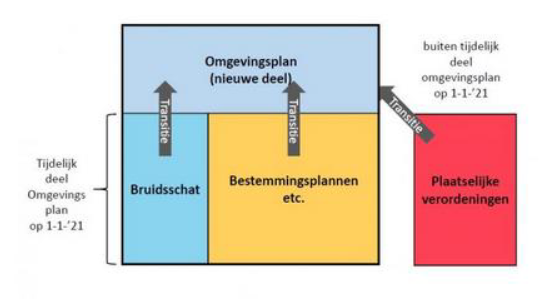 Omgevingsplan
(nieuwe deel)
buiten tijdelijk
deel
omgevingsplan
op 1-1-'21
Transitie
Transitie
Transitie
Tijdelijk
deel
Omgevings
plan
op 1-1-'21
Bruidsschat
Bestemmingsplannen
etc.
Plaatselijke
verordeningen